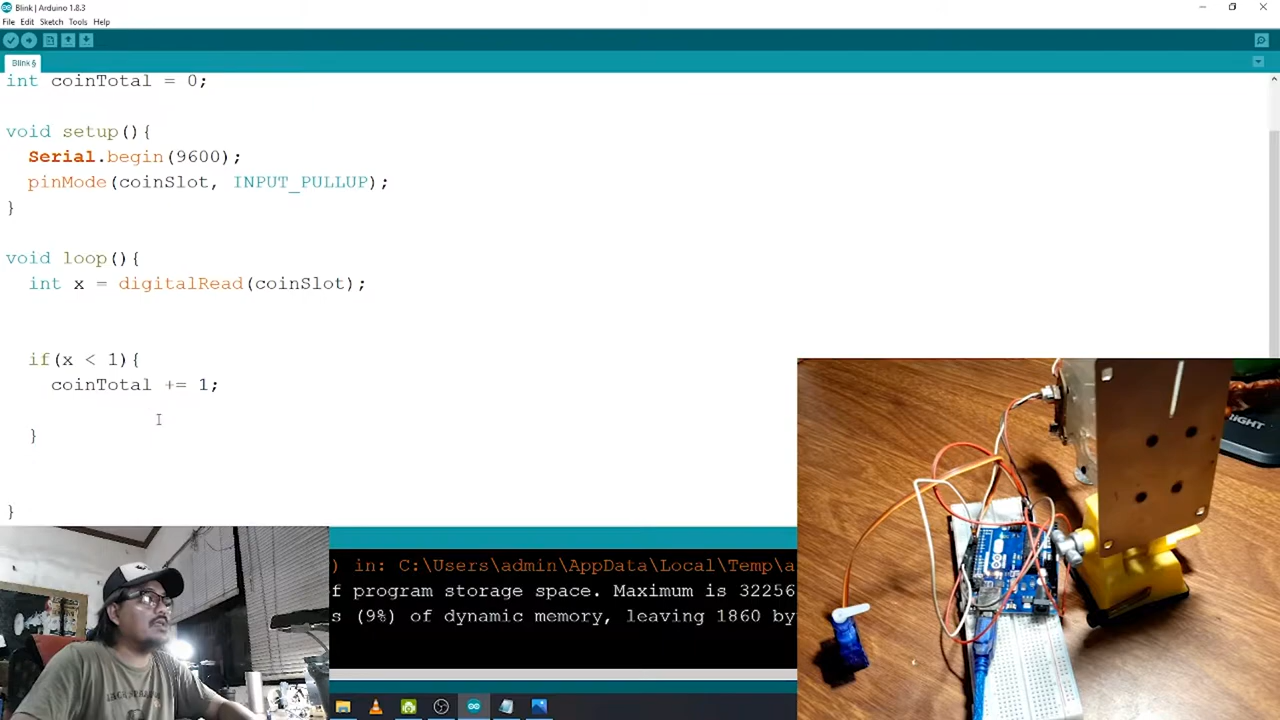 Blink | Arduino 1.8.3
File Edit Sketch Tools Help
Blink §
int coinTotal = 0;
void setup(){
Serial.begin(9600);
pinMode(coinSlot, INPUT_PULLUP);
}
void loop(){
int x = digitalRead(coinSlot);
if(x < 1){
coinTotal += 1;
}
}
) in: C:\Users\admin\AppData\Local\Temp\a
f program storage space. Maximum is 32256
s (9%) of dynamic memory, leaving 1860 by